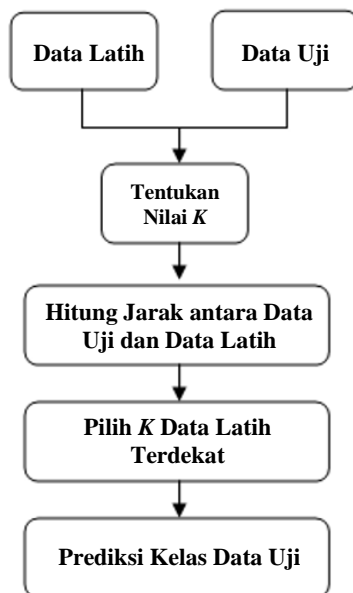 Data Latih
Data Uji
Tentukan
Nilai K
Hitung Jarak antara Data
Uji dan Data Latih
Pilih K Data Latih
Terdekat
Prediksi Kelas Data Uji